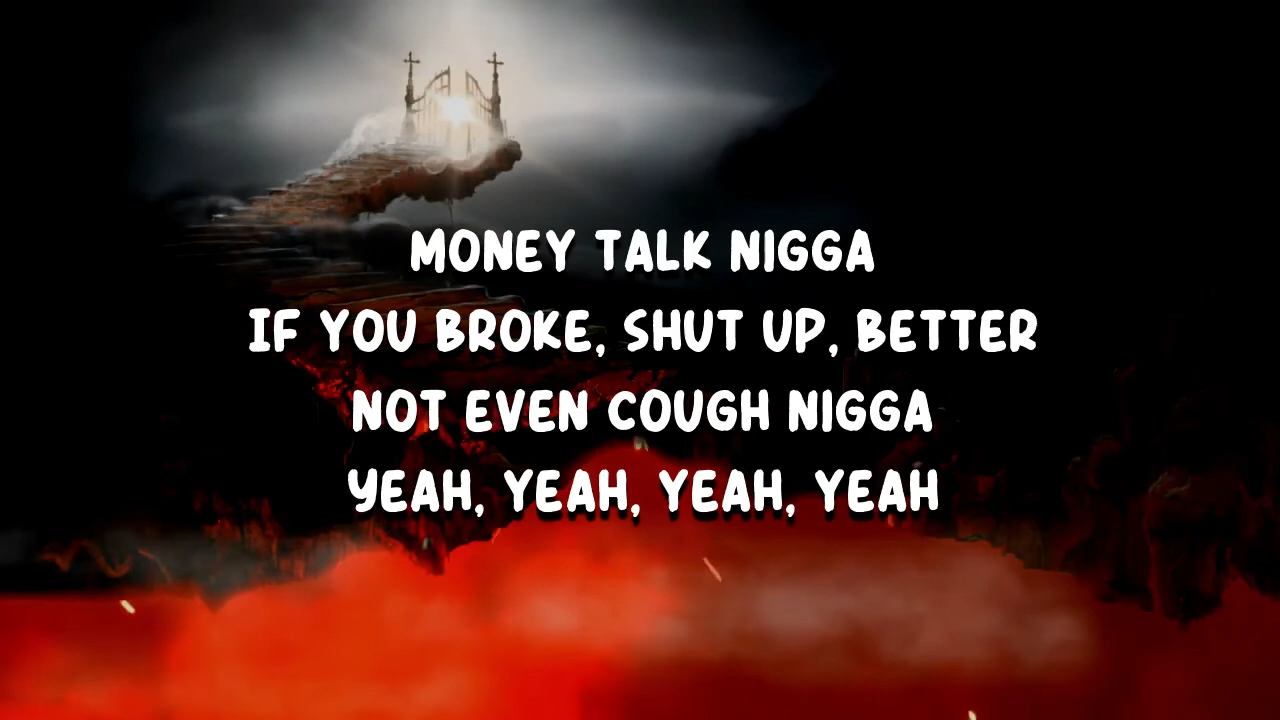 MONEY TALK NIGGA
IF YOU BROKE, SHUT UP, BETTER
NOT EVEN COUGH NIGGA
YEAH, YEAH, YEAH, YEAH